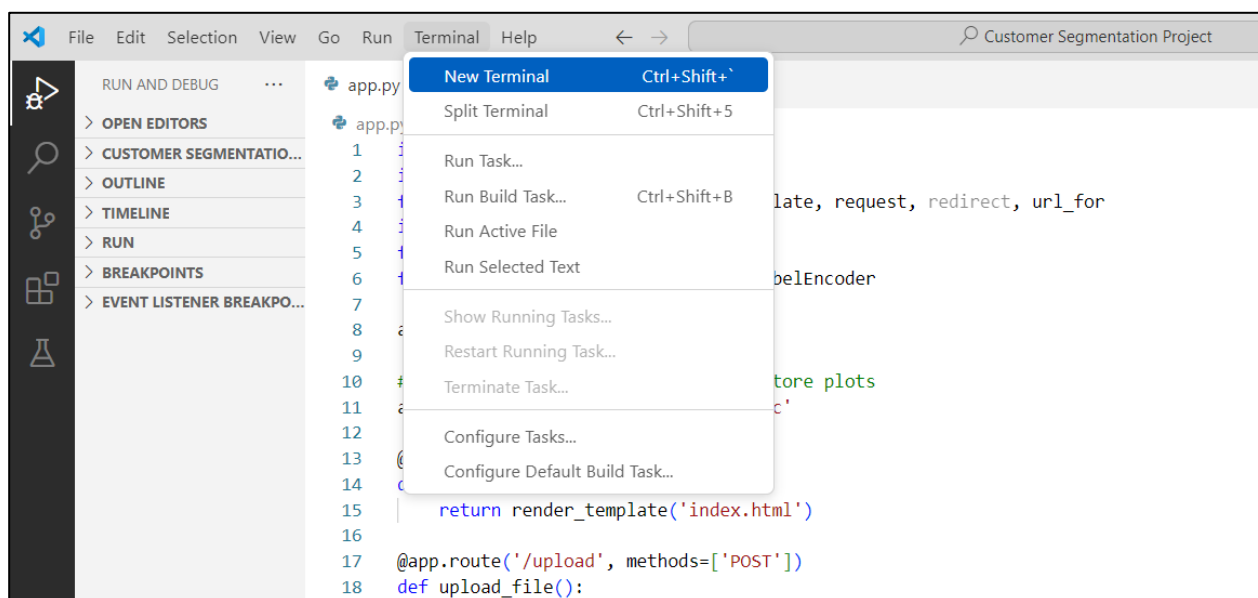 File Edit Selection View Go Run Terminal Help ← → Customer Segmentation Project
RUN AND DEBUG ···
OPEN EDITORS
CUSTOMER SEGMENTATIO...
OUTLINE
TIMELINE
RUN
BREAKPOINTS
EVENT LISTENER BREAKPO...
app.py
New Terminal Ctrl+Shift+`
Split Terminal Ctrl+Shift+5
Run Task...
Run Build Task... Ctrl+Shift+B
Run Active File
Run Selected Text
Show Running Tasks...
Restart Running Task...
Terminate Task...
Configure Tasks...
Configure Default Build Task...
app.py
1
2
3 late, request, redirect, url_for
4
5
6 belEncoder
7
8
9
10 # tore plots
11 c'
12
13 @
14
15 return render_template('index.html')
16
17 @app.route('/upload', methods=['POST'])
18 def upload_file():